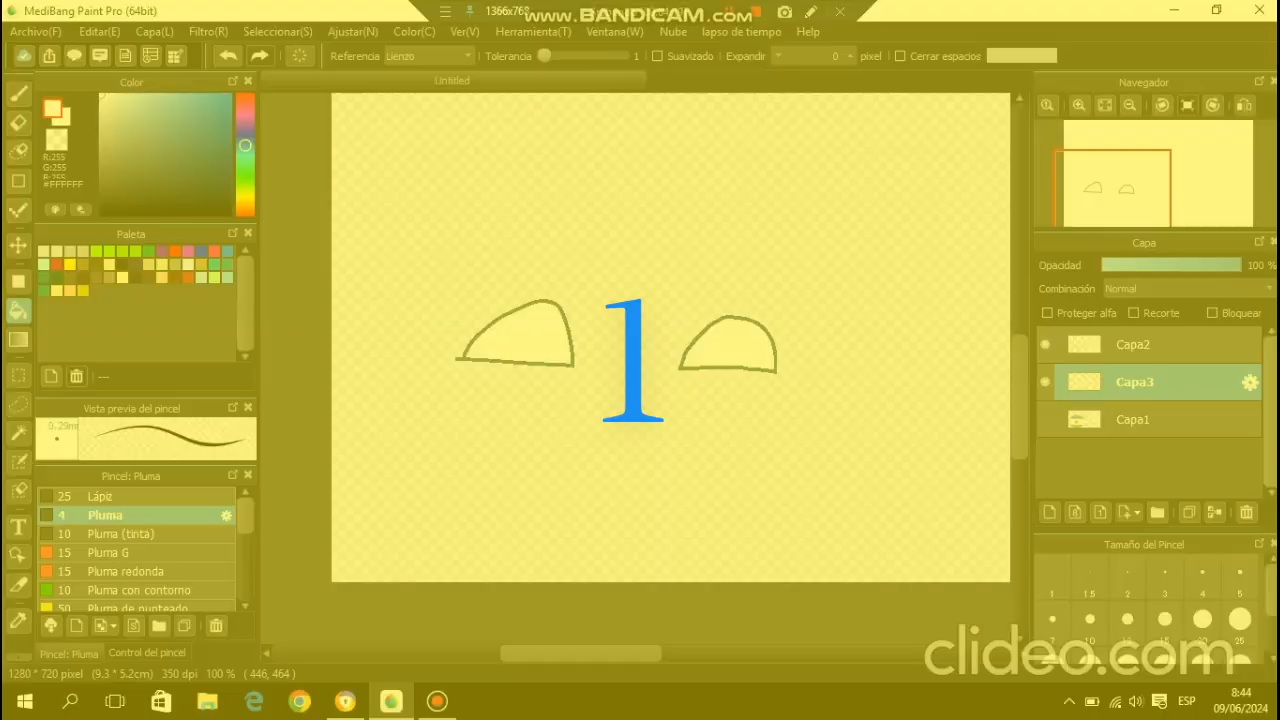 MediBang Paint Pro (64bit)
1366x768
www.BANDICAM.com
Archivo(F) Editar(E) Capa(L) Filtro(R) Seleccionar(S) Ajustar(N) Color(C) Ver(V) Herramienta(T) Ventana(W) Nube lapso de tiempo Help
Referencia Lienzo Tolerancia 1 Suavizado Expandir 0 pixel Cerrar espacios
Color
Untitled
Navegador
R:255
G:255
#FFFFFF
Paleta
Capa
Opacidad 100 %
Combinación Normal
Proteger alfa Recorte Bloquear
Capa2
Capa3
Capa1
1
---
Vista previa del pincel
Pincel: Pluma
25 Lápiz
4 Pluma
10 Pluma (tinta)
15 Pluma G
15 Pluma redonda
10 Pluma con contorno
50 Pluma de punteado
Tamaño del Pincel
1 1.5 2 3 4 5
7 10 15 20 25
Pincel: Pluma Control del pincel
clideo.com
1280 * 720 pixel (9.3 * 5.2cm) 350 dpi 100 % ( 446, 464 )
ESP
8:44
09/06/2024